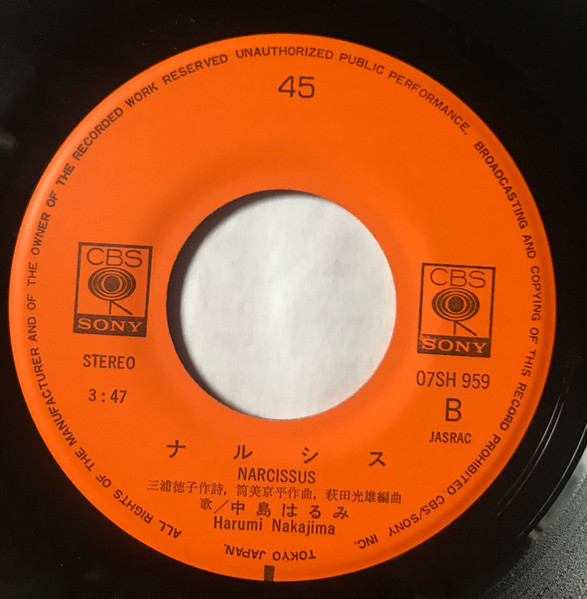 ALL RIGHTS OF THE MANUFACTURER AND OF THE OWNER OF THE RECORDED WORK RESERVED UNAUTHORIZED PUBLIC PERFORMANCE, BROADCASTING AND COPYING OF THIS RECORD PROHIBITED. CBS/SONY INC. TOKYO JAPAN.
45
CBS
SONY
CBS
SONY
STEREO
3:47
07SH 959
B
JASRAC
ナルシス
NARCISSUS
三浦徳子作詩, 筒美京平作曲, 萩田光雄編曲
歌/中島はるみ
Harumi Nakajima